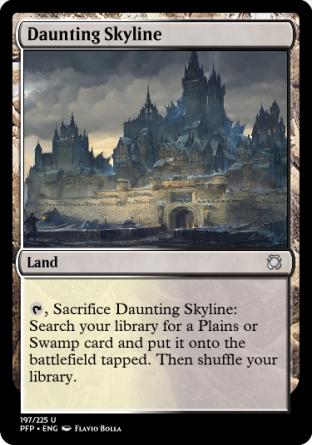 Daunting Skyline
Land
, Sacrifice Daunting Skyline:
Search your library for a Plains or
Swamp card and put it onto the
battlefield tapped. Then shuffle your
library.
197/225 U
PFP • ENG Flavio Bolla